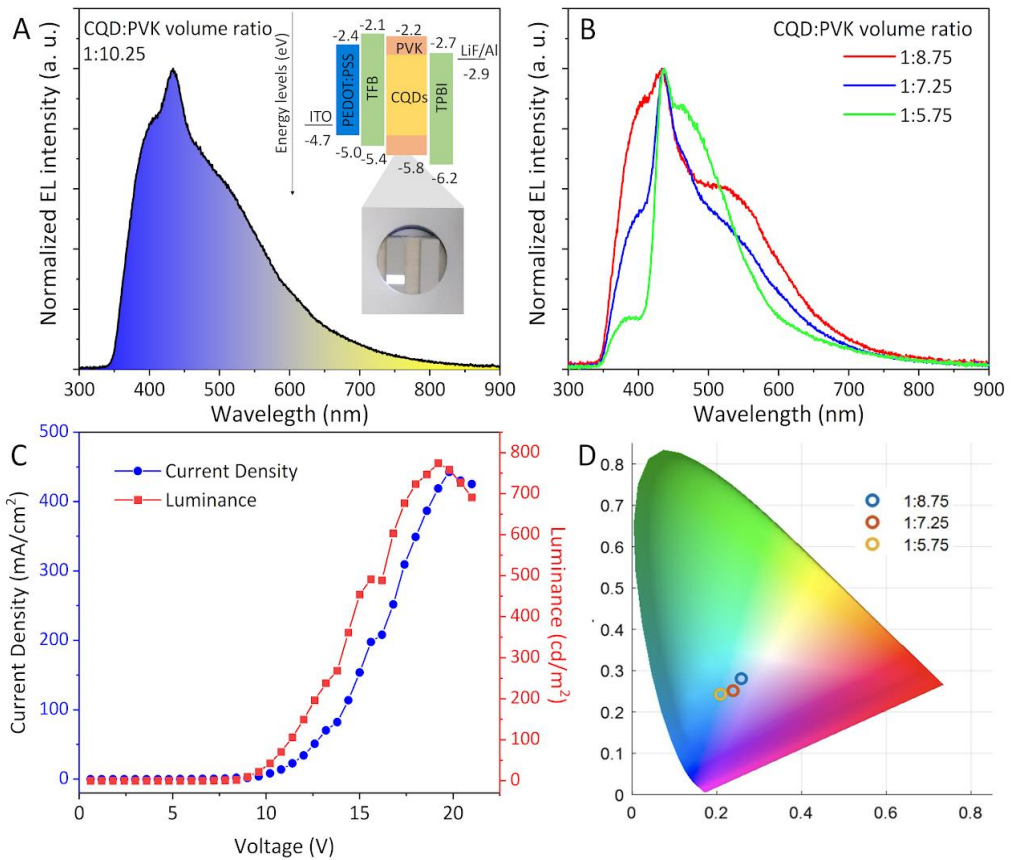 A
CQD:PVK volume ratio
1:10.25
Normalized EL intensity (a. u.)
Energy levels (eV)
ITO
-4.7
-2.4
PEDOT:PSS
-5.0
-2.1
TFB
-5.4
-2.2
PVK
CQDs
-5.8
-2.7
TPBI
-6.2
LiF/Al
-2.9
300 400 500 600 700 800 900
Wavelegth (nm)
B
CQD:PVK volume ratio
1:8.75
1:7.25
1:5.75
Normalized EL intensity (a. u.)
300 400 500 600 700 800 900
Wavelength (nm)
C
Current Density
Luminance
Current Density (mA/cm2)
500
400
300
200
100
0
Luminance (cd/m2)
800
700
600
500
400
300
200
100
0
0 5 10 15 20
Voltage (V)
D
1:8.75
1:7.25
1:5.75
0.8
0.7
0.6
0.5
0.4
0.3
0.2
0.1
0
0 0.2 0.4 0.6 0.8